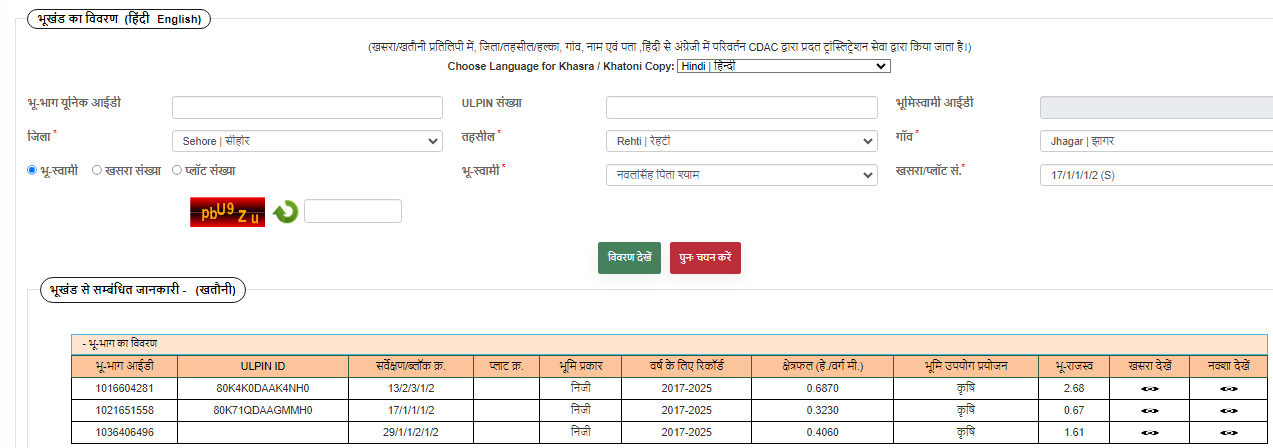 भूखंड का विवरण (हिंदी English)
(खसरा/खतौनी प्रतिलिपी में, जिला/तहसील/हल्का, गांव, नाम एवं पता ,हिंदी से अंग्रेजी में परिवर्तन CDAC द्वारा प्रदत ट्रांस्लिट्रेशन सेवा द्वारा किया जाता है।)
Choose Language for Khasra / Khatoni Copy: Hindi | हिन्दी
भू-भाग यूनिक आईडी ULPIN संख्या भूमिस्वामी आईडी
जिला * Sehore | सीहोर तहसील * Rehti | रेहटी गाँव * Jhagar | झागर
भू-स्वामी खसरा संख्या प्लॉट संख्या भू-स्वामी * नवलसिंह पिता श्याम खसरा/प्लॉट सं.* 17/1/1/1/2 (S)
pbU9Zu
विवरण देखें पुनः चयन करें
भूखंड से सम्बंधित जानकारी - (खतौनी)
- भू-भाग का विवरण
भू-भाग आईडी ULPIN ID सर्वेक्षण/ब्लॉक क्र. प्लाट क्र. भूमि प्रकार वर्ष के लिए रिकॉर्ड क्षेत्रफल (हे./वर्ग मी.) भूमि उपयोग प्रयोजन भू-राजस्व खसरा देखें नक्शा देखें
1016604281 80K4K0DAAK4NH0 13/2/3/1/2 निजी 2017-2025 0.6870 कृषि 2.68
1021651558 80K71QDAAGMMH0 17/1/1/1/2 निजी 2017-2025 0.3230 कृषि 0.67
1036406496 29/1/1/2/1/2 निजी 2017-2025 0.4060 कृषि 1.61